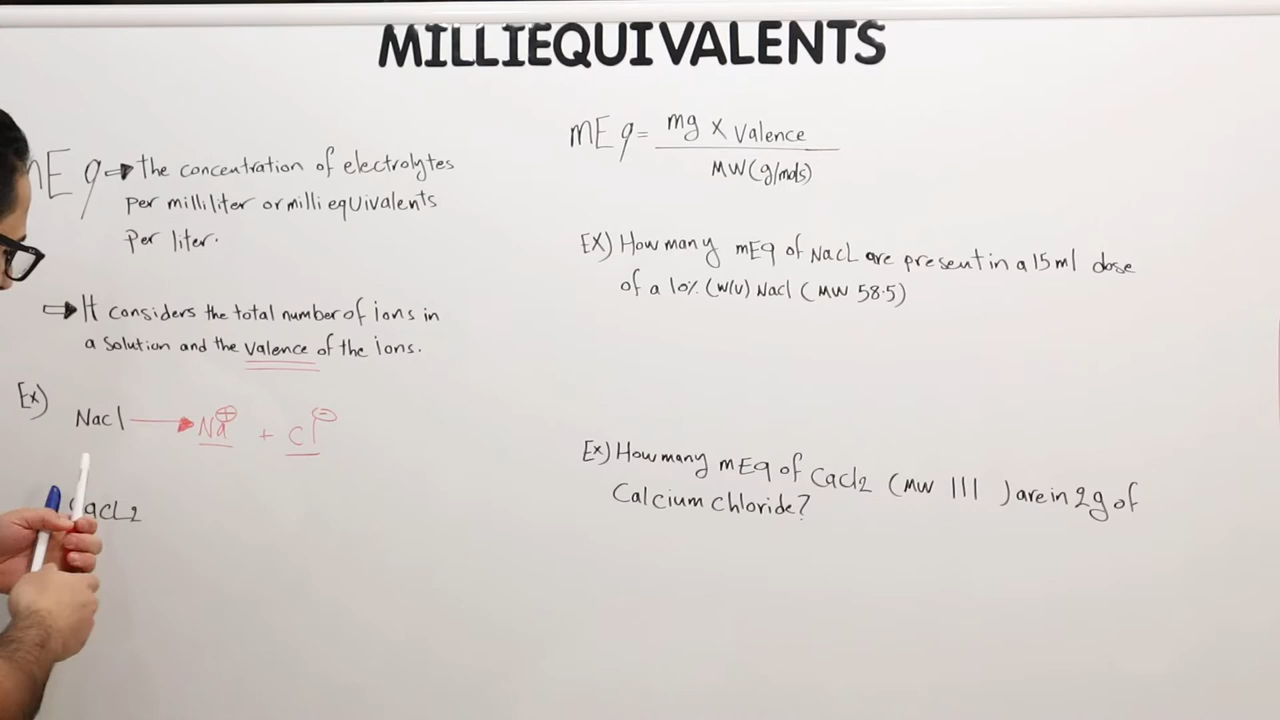 MILLIEQUIVALENTS
mEq → The concentration of electrolytes
per milliliter or milliequivalents
per liter.
⇒ It considers the total number of ions in
a solution and the valence of the ions.
Ex)
Nacl → Na⊕ + Cl⊖
CacL2
mEq = mg x Valence
MW (g/mols)
EX) How many mEq of NacL are present in a 15ml dose
of a 10% (W/V) Nacl (MW 58.5)
Ex) How many mEq of Cacl2 (MW 111 ) are in 2g of
Calcium chloride?